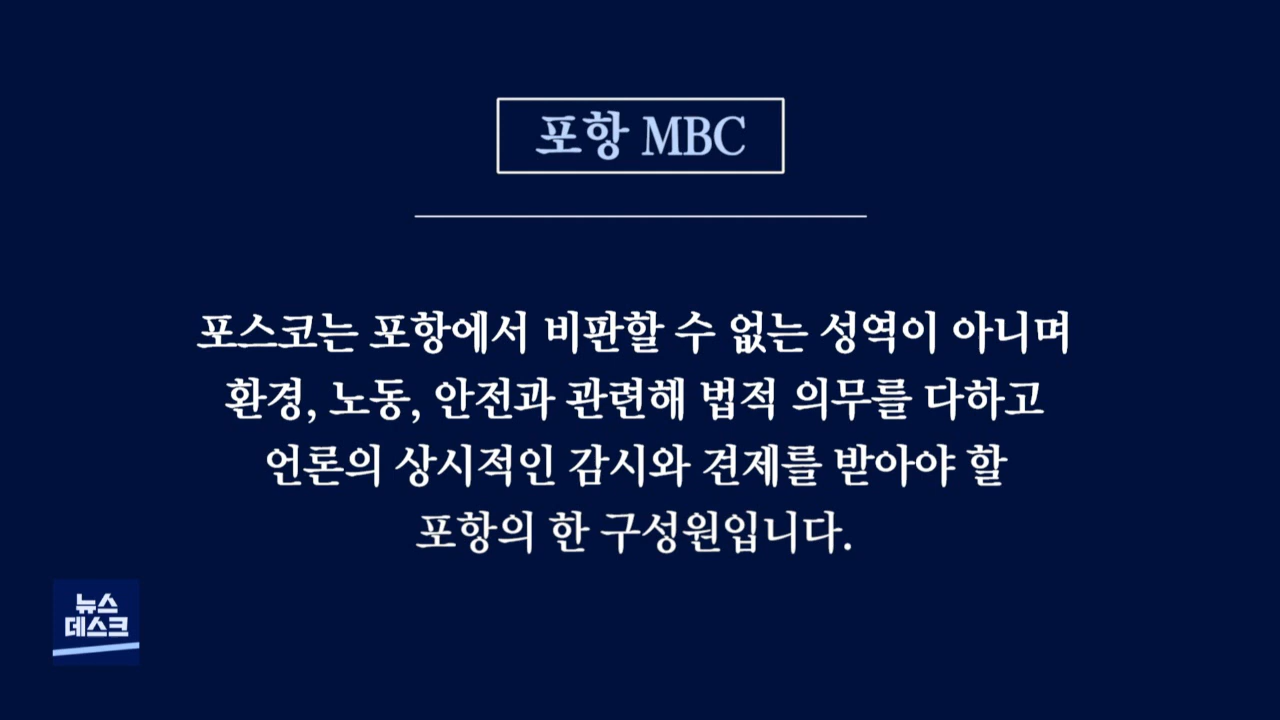 포항 MBC
포스코는 포항에서 비판할 수 없는 성역이 아니며
환경, 노동, 안전과 관련해 법적 의무를 다하고
언론의 상시적인 감시와 견제를 받아야 할
포항의 한 구성원입니다.
뉴스
데스크